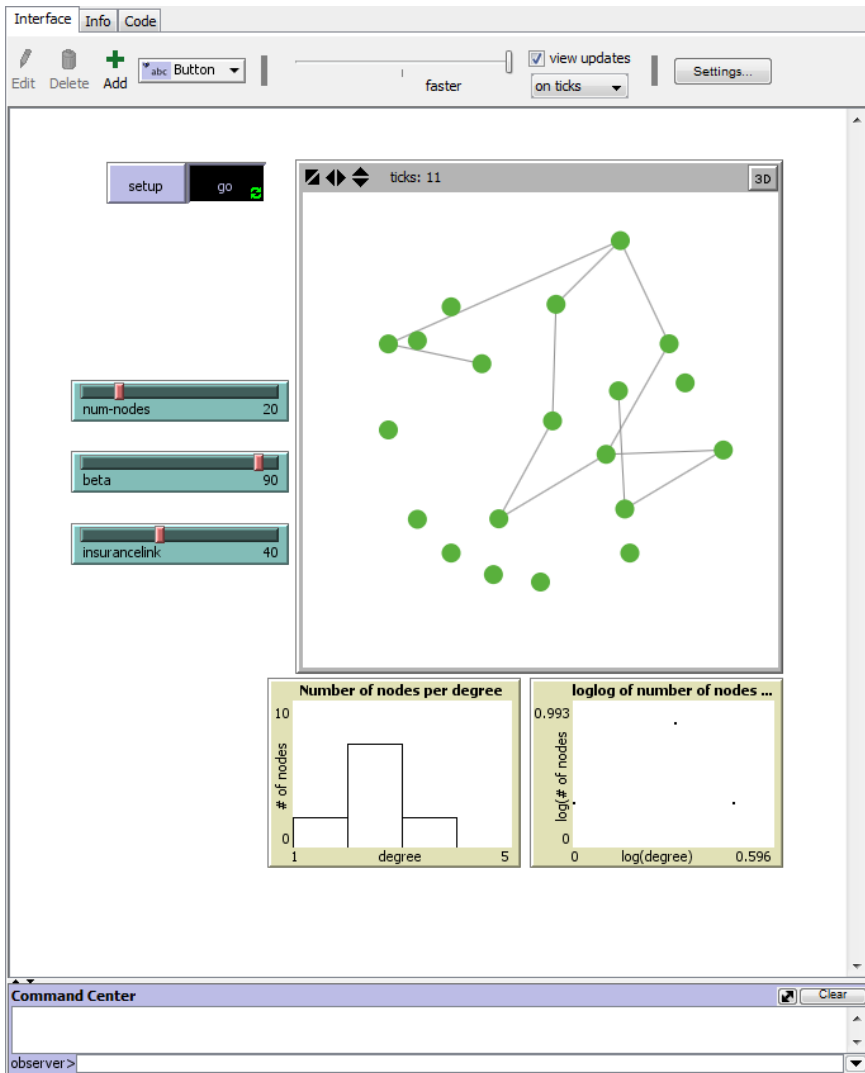 Interface Info Code
Edit Delete Add abc Button faster view updates on ticks Settings...
setup go
ticks: 11 3D
num-nodes 20
beta 90
insurancelink 40
Number of nodes per degree
10
# of nodes
0
1 degree 5
loglog of number of nodes ...
0.993
log(# of nodes
0
0 log(degree) 0.596
Command Center Clear
observer>